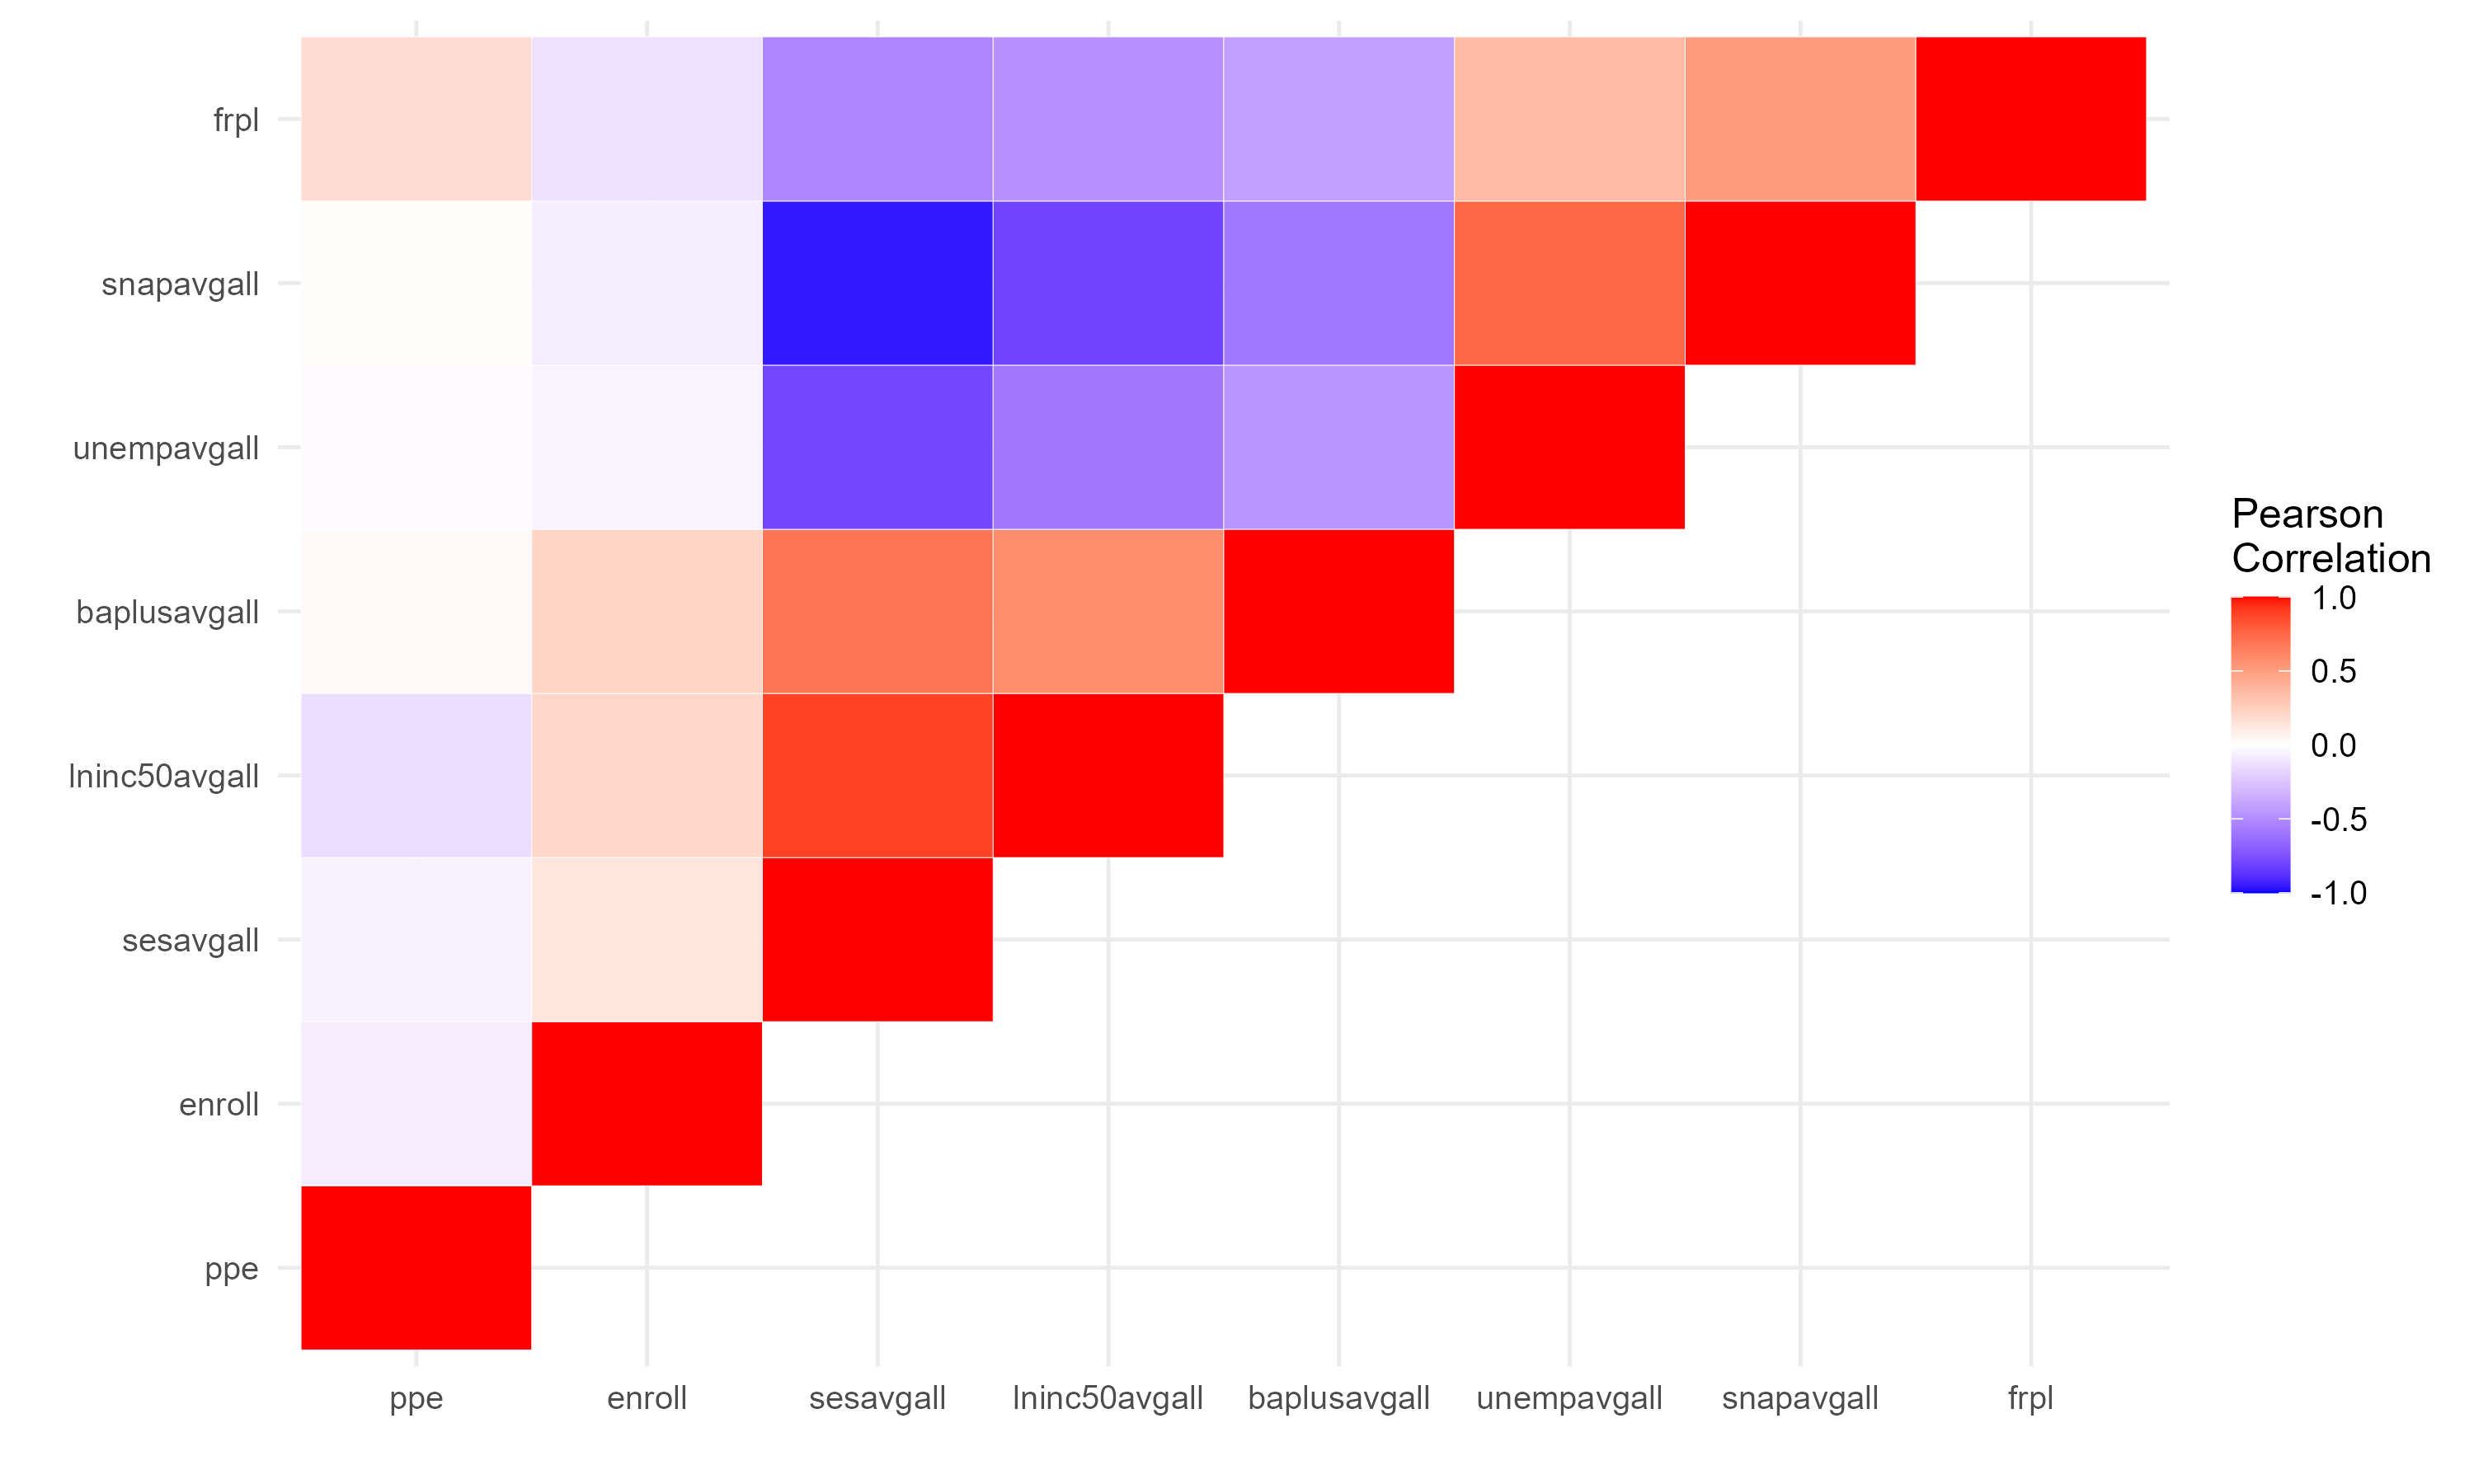 frpl
snapavgall
unempavgall
baplusavgall
lninc50avgall
sesavgall
enroll
ppe
ppe enroll sesavgall lninc50avgall baplusavgall unempavgall snapavgall frpl
Pearson
Correlation
1.0
0.5
0.0
-0.5
-1.0